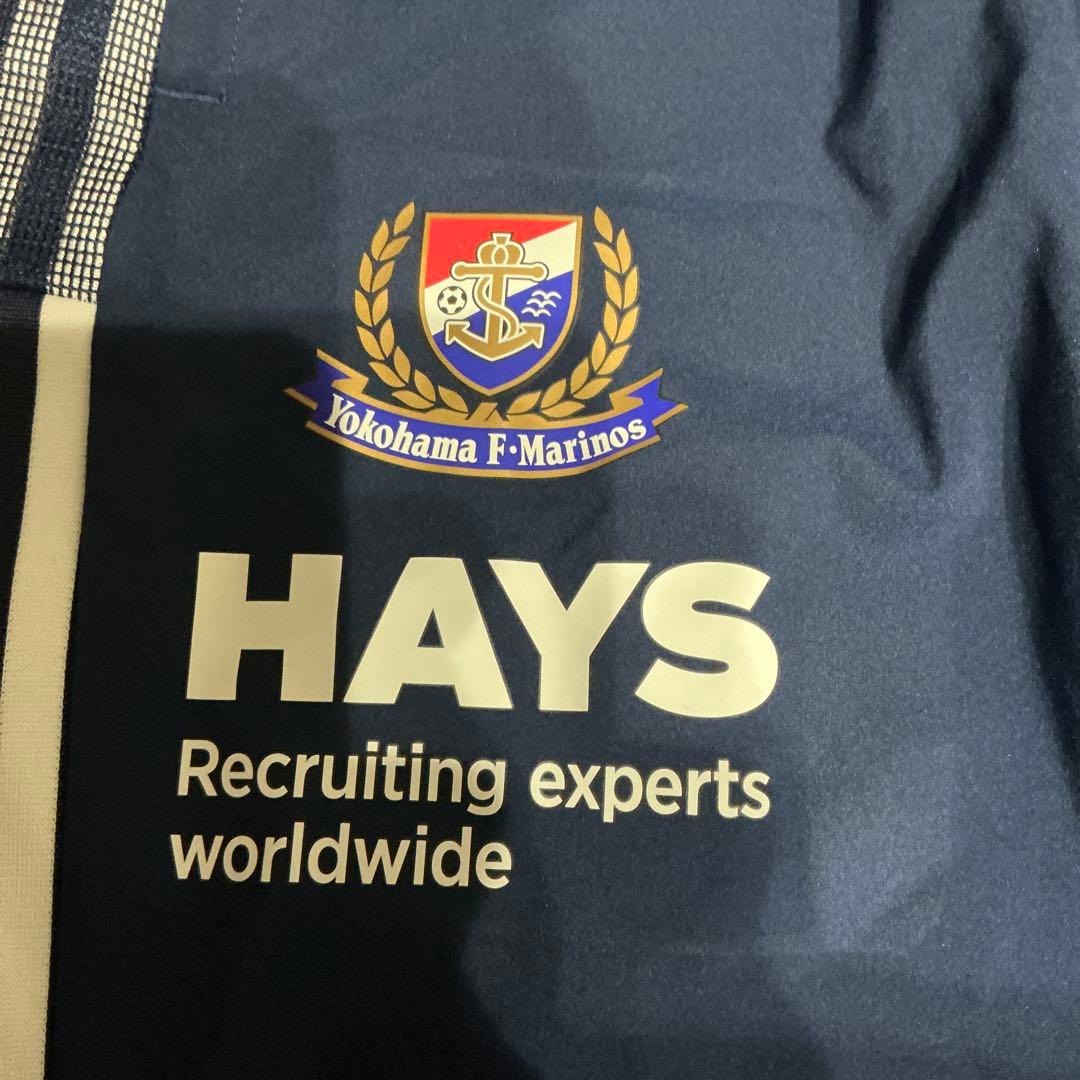 Yokohama F·Marinos
HAYS
Recruiting experts
worldwide